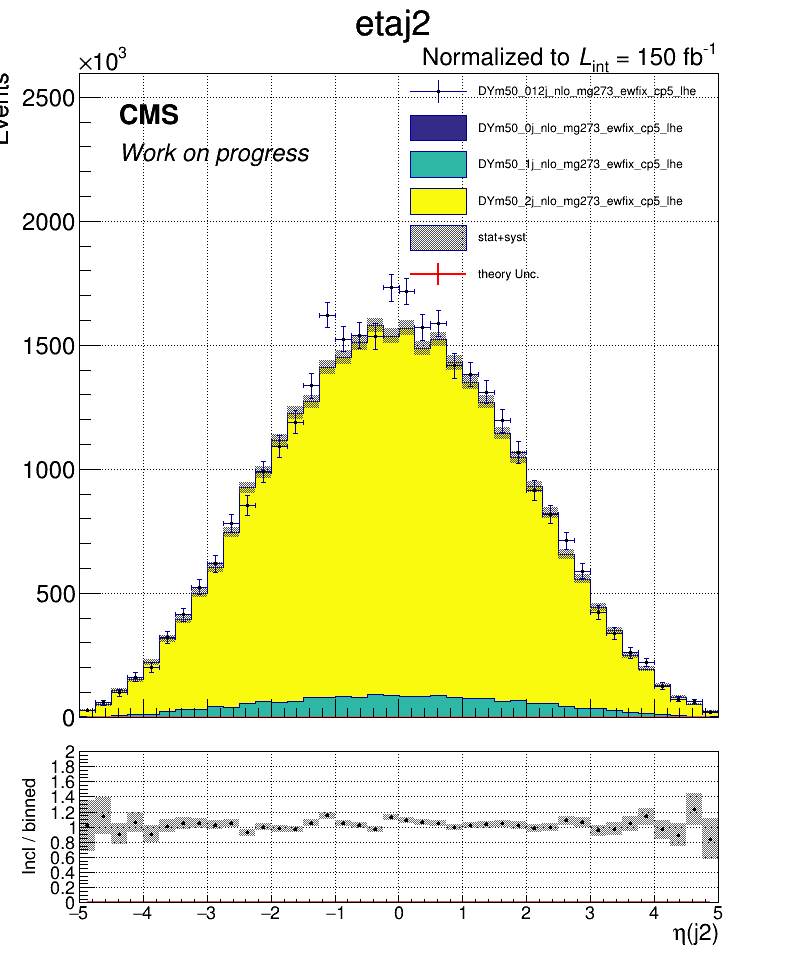 etaj2
×10³
Normalized to L_int = 150 fb⁻¹
Events
CMS
Work on progress
DYm50_012j_nlo_mg273_ewfix_cp5_lhe
DYm50_0j_nlo_mg273_ewfix_cp5_lhe
DYm50_1j_nlo_mg273_ewfix_cp5_lhe
DYm50_2j_nlo_mg273_ewfix_cp5_lhe
stat+syst
theory Unc.
2500
2000
1500
1000
500
0
Incl / binned
2
1.8
1.6
1.4
1.2
1
0.8
0.6
0.4
0.2
0
−5 −4 −3 −2 −1 0 1 2 3 4 5
η(j2)